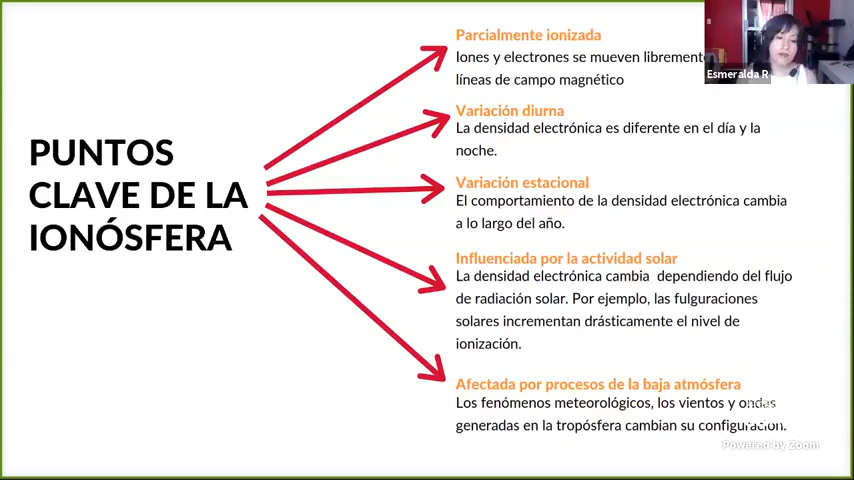 PUNTOS
CLAVE DE LA
IONÓSFERA
Parcialmente ionizada
Iones y electrones se mueven libremente
líneas de campo magnético
Variación diurna
La densidad electrónica es diferente en el día y la
noche.
Variación estacional
El comportamiento de la densidad electrónica cambia
a lo largo del año.
Influenciada por la actividad solar
La densidad electrónica cambia dependiendo del flujo
de radiación solar. Por ejemplo, las fulguraciones
solares incrementan drásticamente el nivel de
ionización.
Afectada por procesos de la baja atmósfera
Los fenómenos meteorológicos, los vientos y ondas
generadas en la tropósfera cambian su configuración.
Esmeralda R
Powered by Zoom